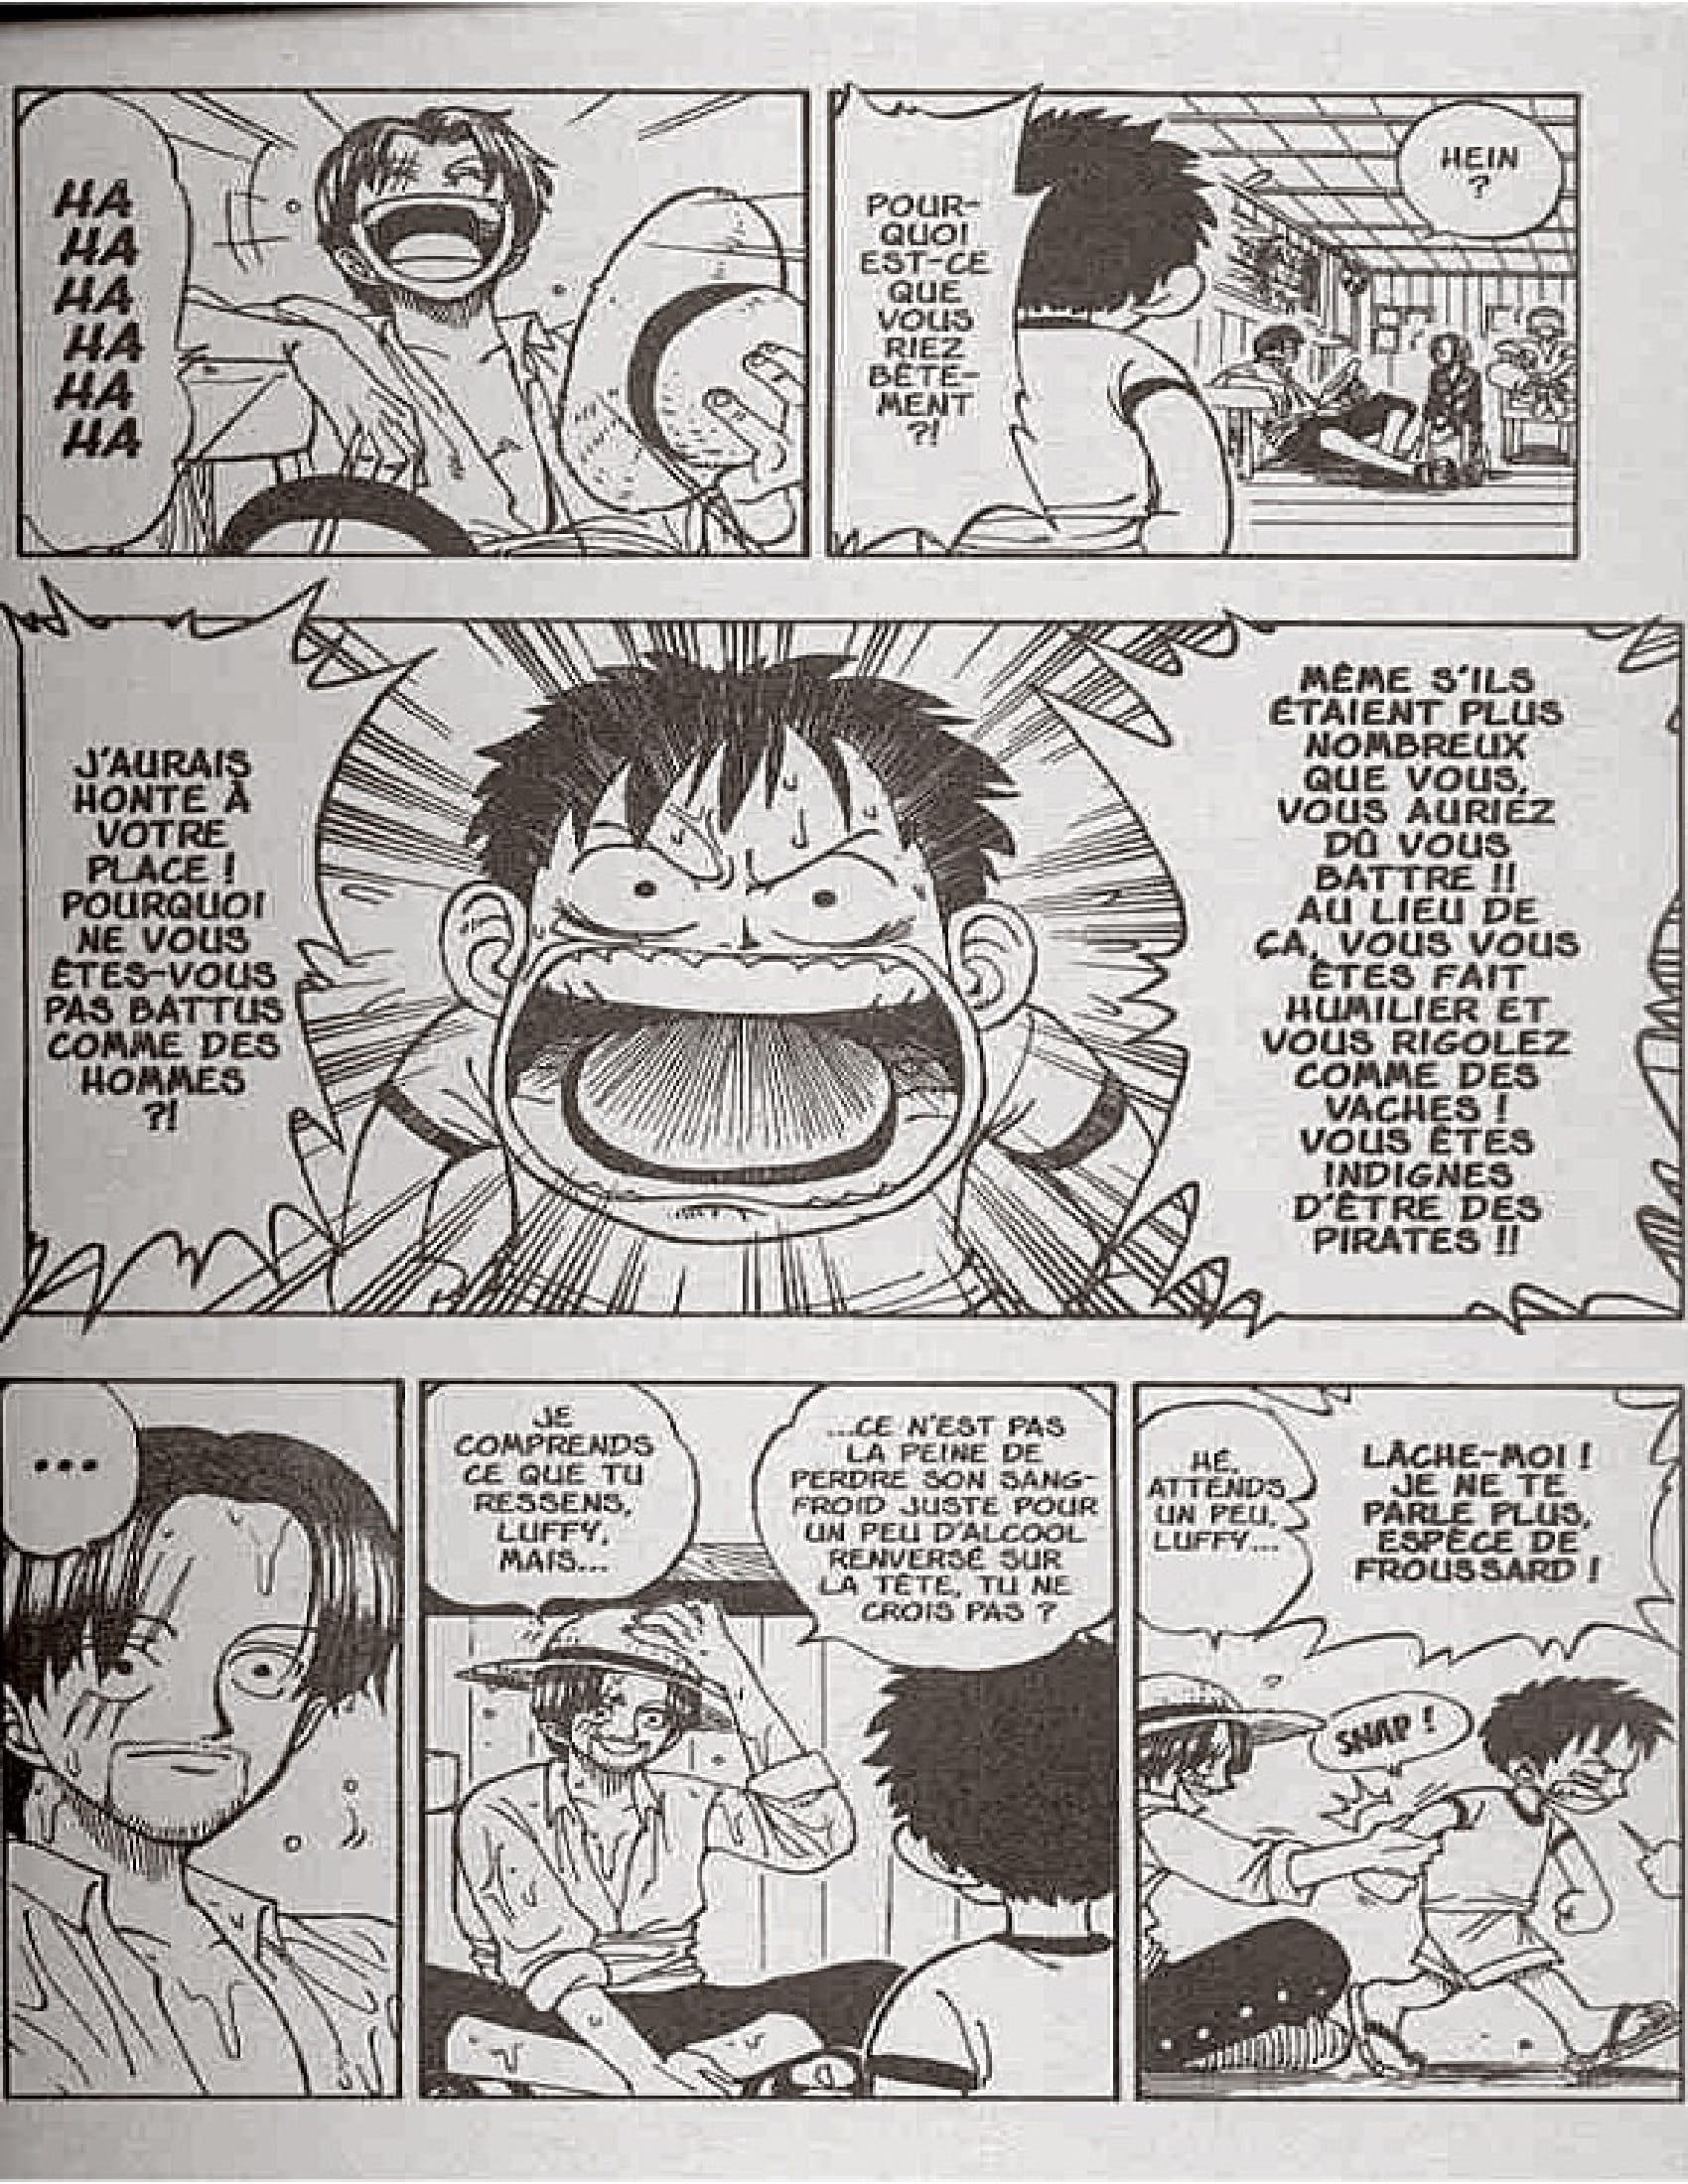 HA
HA
HA
HA
HA
HA
POUR-
QUOI
EST-CE
QUE
VOUS
RIEZ
BÊTE-
MENT
?!
HEIN
?
J'AURAIS
HONTE À
VOTRE
PLACE !
POURQUOI
NE VOUS
ÊTES-VOUS
PAS BATTUS
COMME DES
HOMMES
?!
MÊME S'ILS
ÉTAIENT PLUS
NOMBREUX
QUE VOUS,
VOUS AURIEZ
DÛ VOUS
BATTRE !!
AU LIEU DE
ÇA, VOUS VOUS
ÊTES FAIT
HUMILIER ET
VOUS RIGOLEZ
COMME DES
VACHES !
VOUS ÊTES
INDIGNES
D'ÊTRE DES
PIRATES !!
...
JE
COMPRENDS
CE QUE TU
RESSENS,
LUFFY,
MAIS...
...CE N'EST PAS
LA PEINE DE
PERDRE SON SANG-
FROID JUSTE POUR
UN PEU D'ALCOOL
RENVERSÉ SUR
LA TÊTE, TU NE
CROIS PAS ?
HÉ,
ATTENDS
UN PEU,
LUFFY...
LÂCHE-MOI !
JE NE TE
PARLE PLUS,
ESPÈCE DE
FROUSSARD !
SNAP !